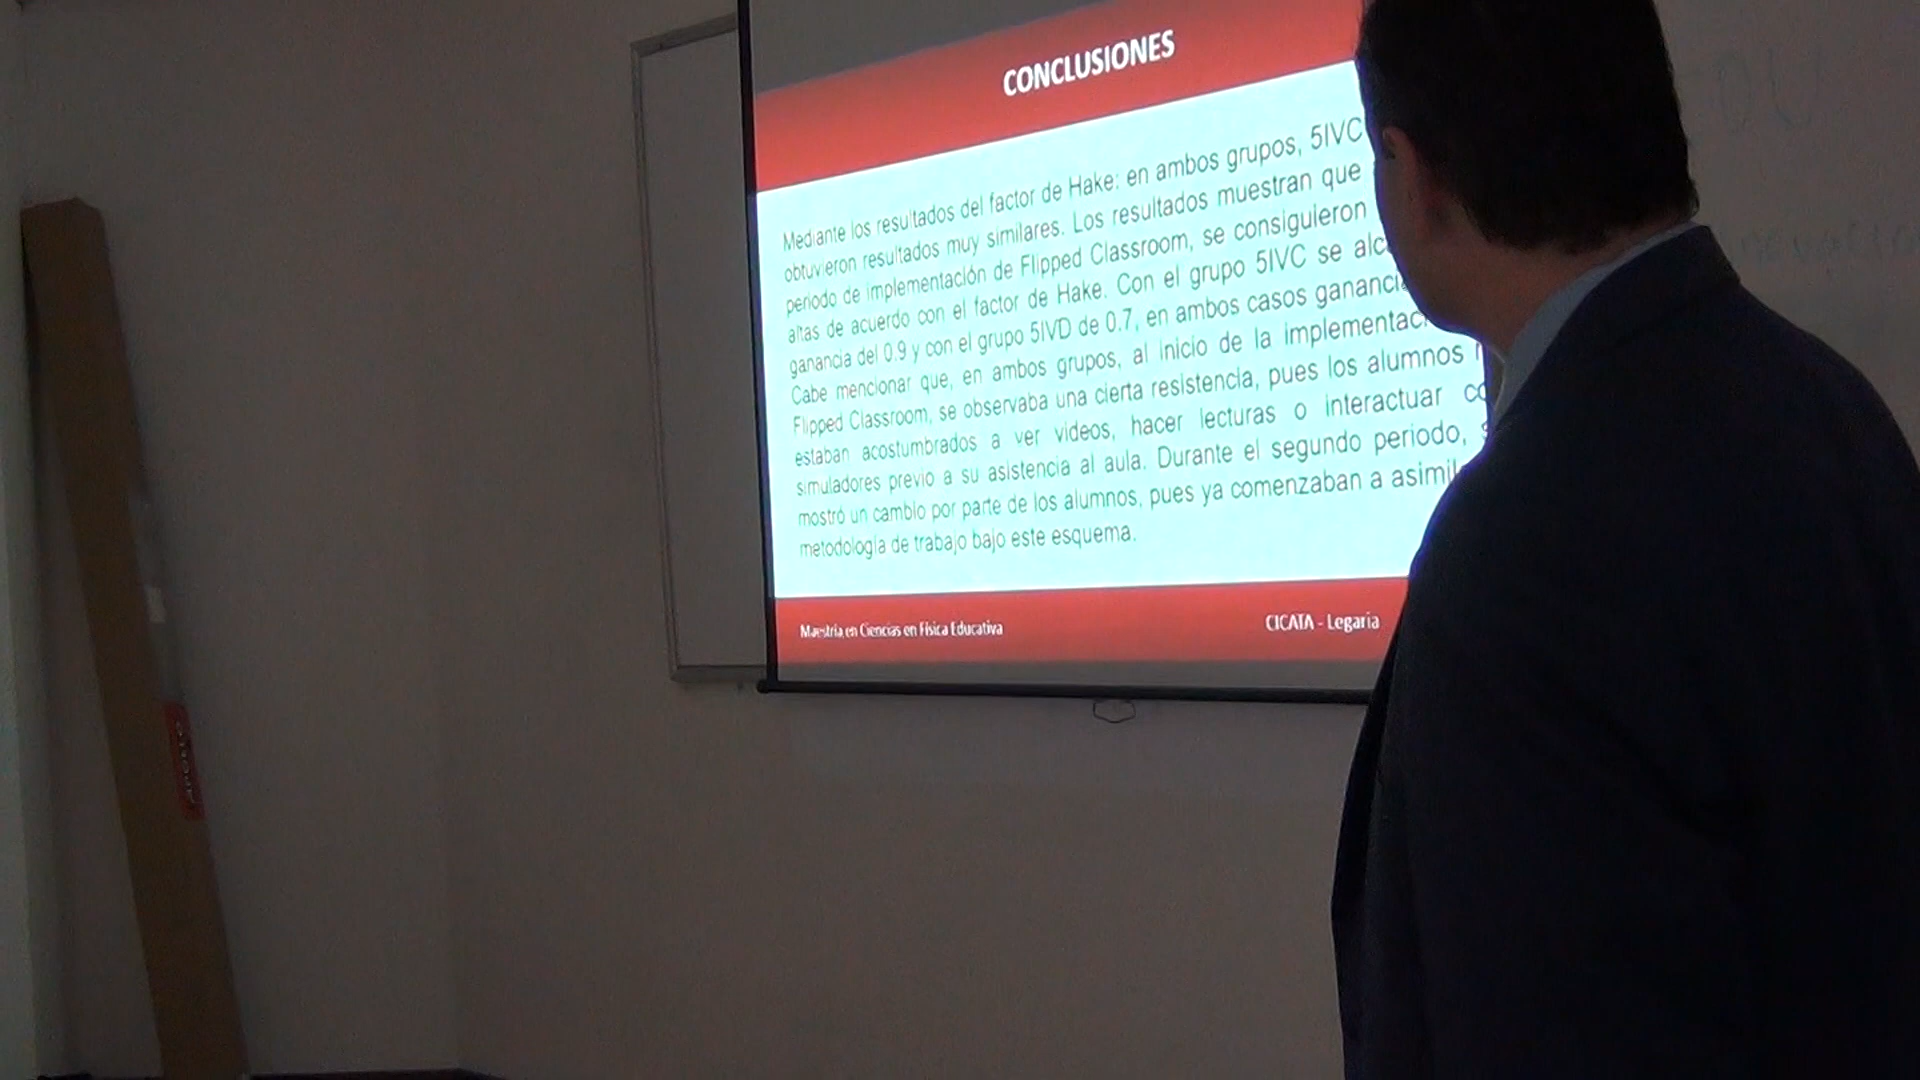 CONCLUSIONES
Mediante los resultados del factor de Hake: en ambos grupos, 5IVC
obtuvieron resultados muy similares. Los resultados muestran que
periodo de implementación de Flipped Classroom, se consiguieron
altas de acuerdo con el factor de Hake. Con el grupo 5IVC se alc
ganancia del 0.9 y con el grupo 5IVD de 0.7, en ambos casos gananci
Cabe mencionar que, en ambos grupos, al inicio de la implementac
Flipped Classroom, se observaba una cierta resistencia, pues los alumnos
estaban acostumbrados a ver videos, hacer lecturas o interactuar co
simuladores previo a su asistencia al aula. Durante el segundo periodo, s
mostró un cambio por parte de los alumnos, pues ya comenzaban a asimil
metodología de trabajo bajo este esquema.
Maestría en Ciencias en Física Educativa
CICATA - Legaria
APOLLO